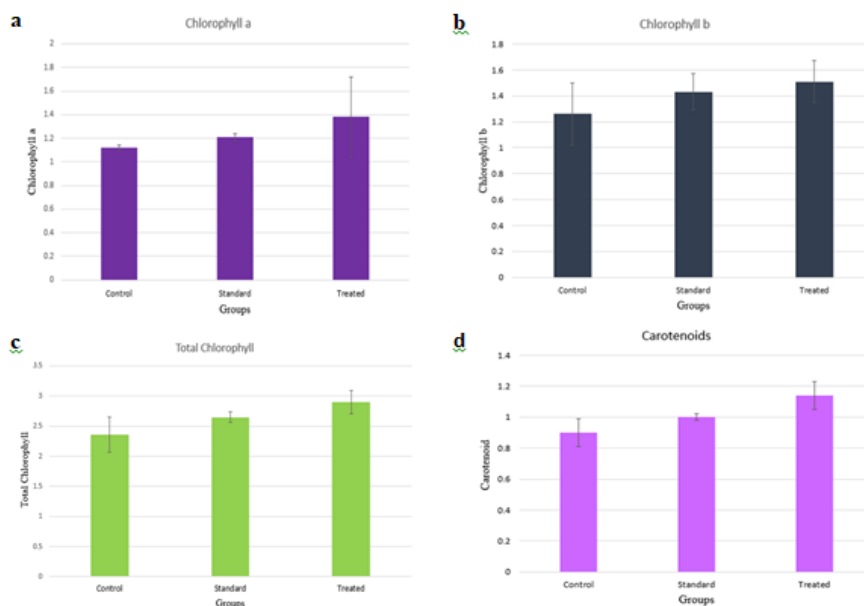 a
Chlorophyll a
2
1.8
1.6
1.4
1.2
1
0.8
0.6
0.4
0.2
0
Chlorophyll a
Control Standard Treated
Groups
b
Chlorophyll b
1.8
1.6
1.4
1.2
1
0.8
0.6
0.4
0.2
0
Chlorophyll b
Control Standard Treated
Groups
c
Total Chlorophyll
3.5
3
2.5
2
1.5
1
0.5
0
Total Chlorophyll
Control Standard Treated
Groups
d
Carotenoids
1.4
1.2
1
0.8
0.6
0.4
0.2
0
Carotenoid
Control Standard Treated
Groups